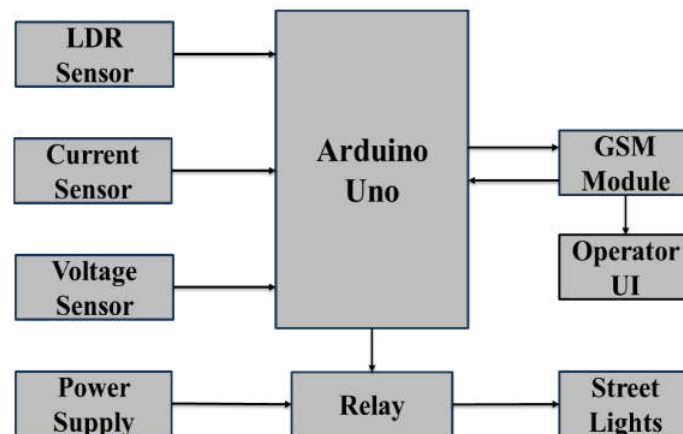 LDR
Sensor
Current
Sensor
Voltage
Sensor
Power
Supply
Arduino
Uno
Relay
GSM
Module
Operator
UI
Street
Lights